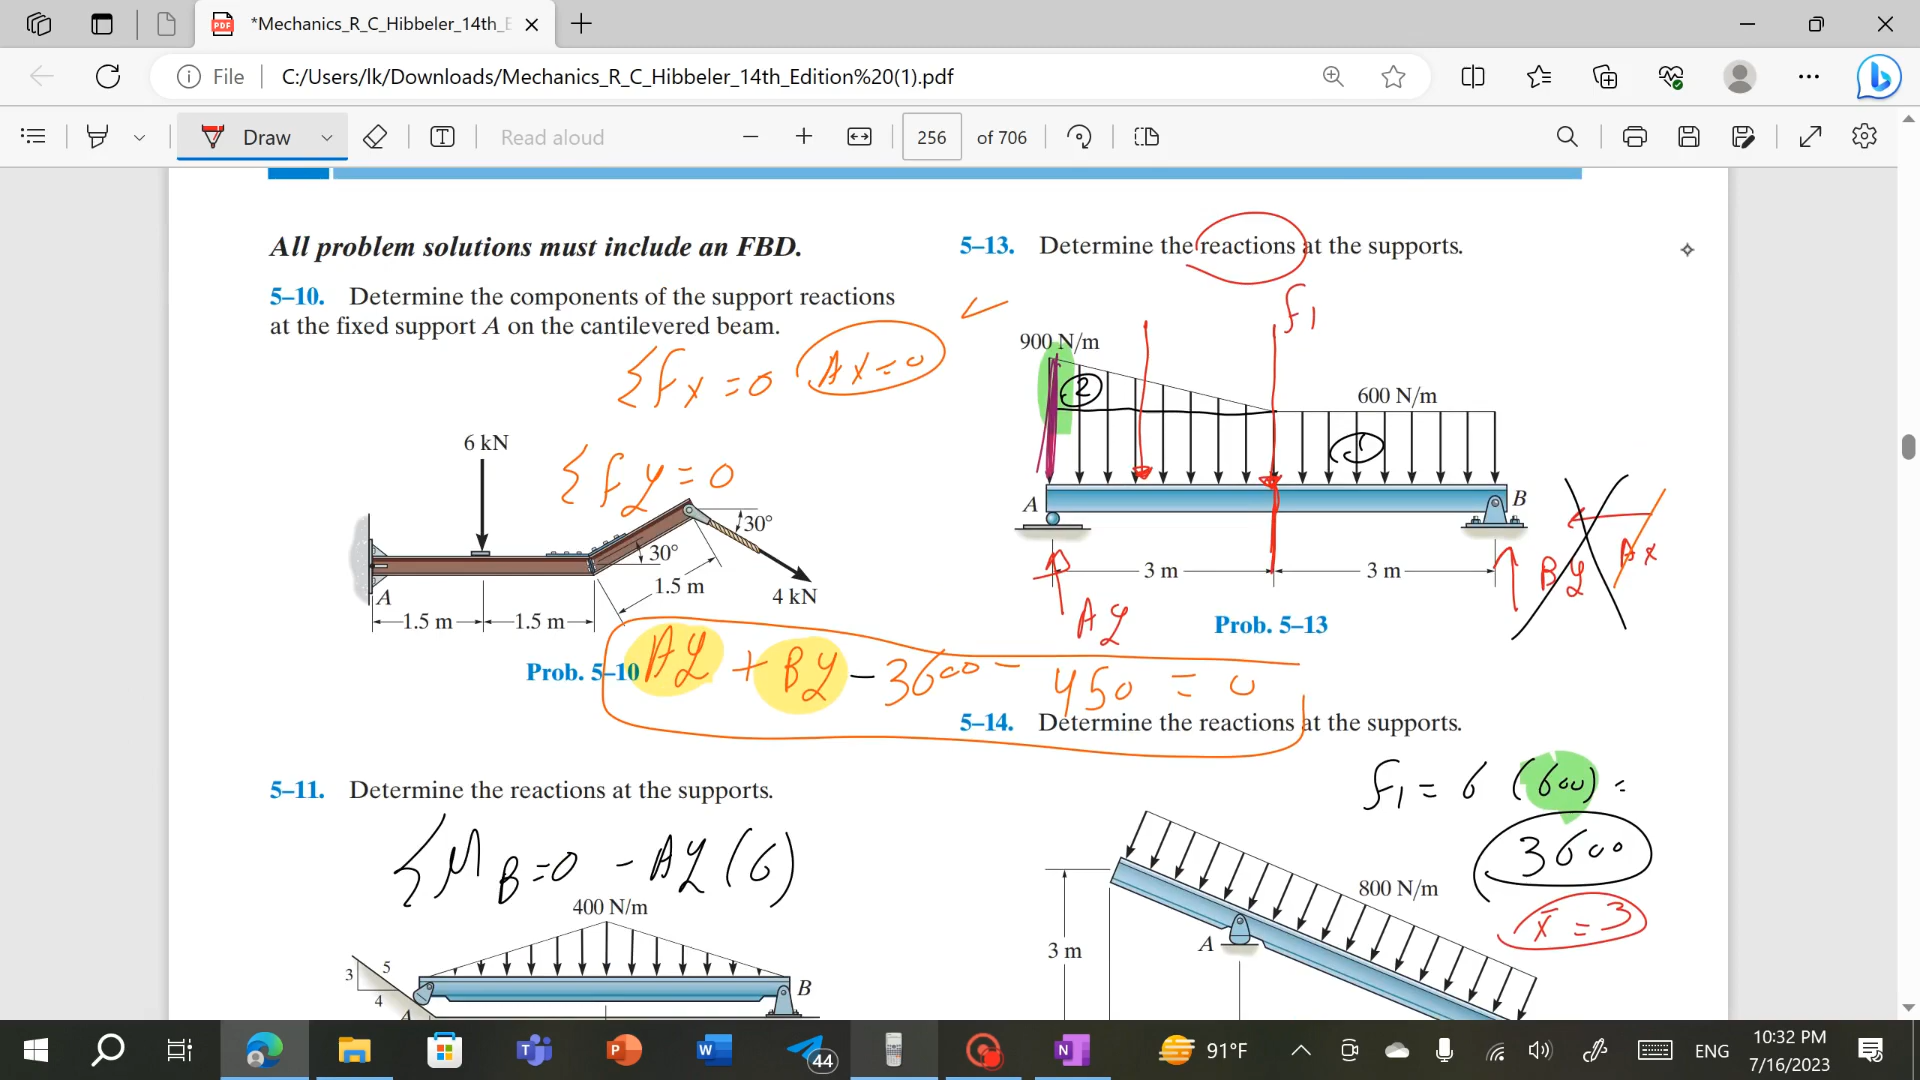 *Mechanics_R_C_Hibbeler_14th_E
File
C:/Users/lk/Downloads/Mechanics_R_C_Hibbeler_14th_Edition%20(1).pdf
Draw
Read aloud
256 of 706
All problem solutions must include an FBD.
5–10. Determine the components of the support reactions
at the fixed support A on the cantilevered beam.
Σfx = 0 Ax = 0
6 kN
Σfy = 0
30°
30°
1.5 m
4 kN
A
1.5 m
1.5 m
Prob. 5–10
Ay + By - 3600 - 450 = 0
5–11. Determine the reactions at the supports.
ΣMB=0 - Ay (6)
400 N/m
3
5
4
A
B
5–13. Determine the reactions at the supports.
f1
900 N/m
2
600 N/m
1
A
B
3 m
3 m
Ay
By
Ax
Prob. 5–13
5–14. Determine the reactions at the supports.
f1 = 6 (600) =
3600
x̄ = 3
800 N/m
A
3 m
44
91°F
ENG
10:32 PM
7/16/2023